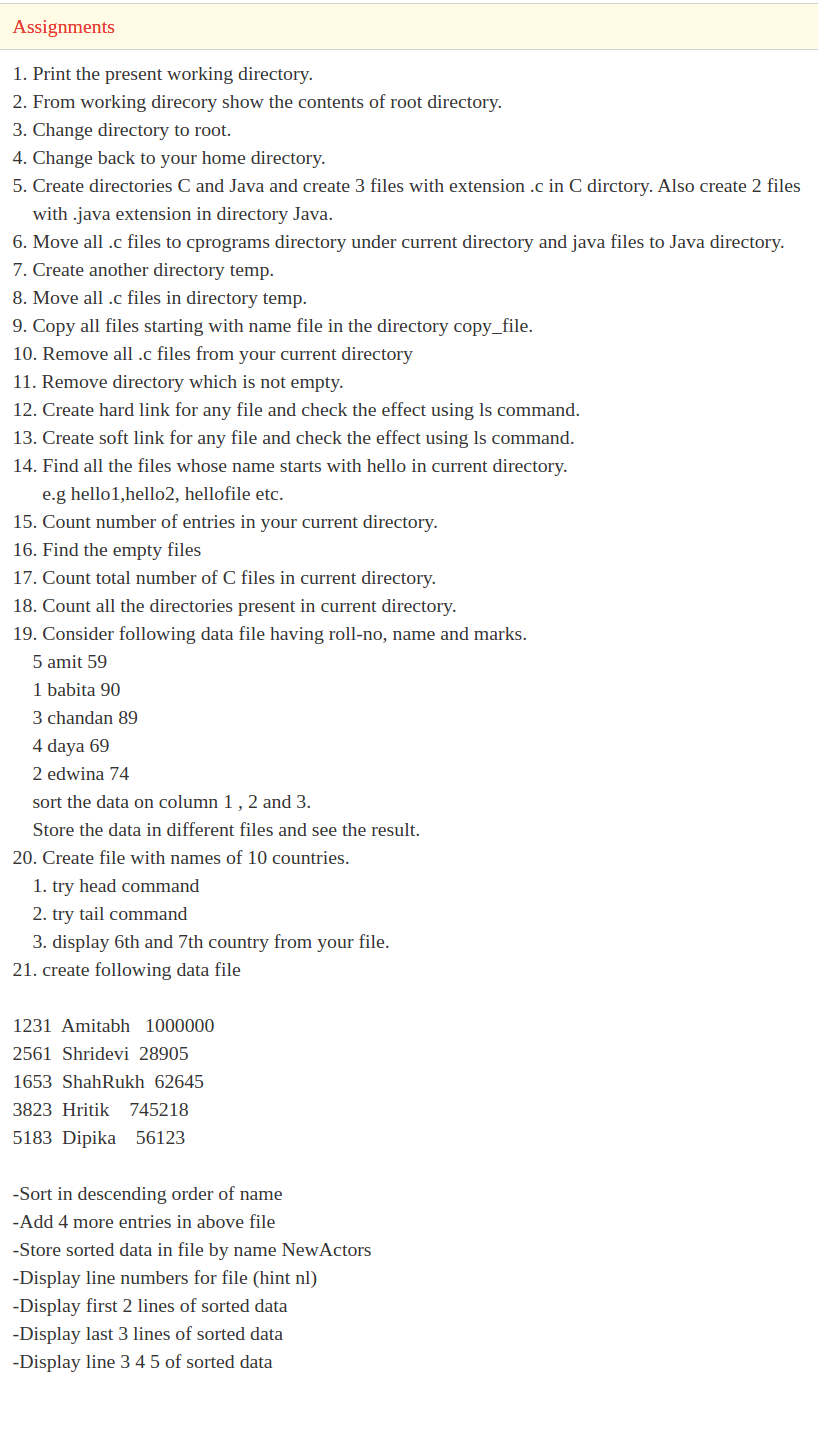 Assignments
1. Print the present working directory.
2. From working direcory show the contents of root directory.
3. Change directory to root.
4. Change back to your home directory.
5. Create directories C and Java and create 3 files with extension .c in C dirctory. Also create 2 files
with .java extension in directory Java.
6. Move all .c files to cprograms directory under current directory and java files to Java directory.
7. Create another directory temp.
8. Move all .c files in directory temp.
9. Copy all files starting with name file in the directory copy_file.
10. Remove all .c files from your current directory
11. Remove directory which is not empty.
12. Create hard link for any file and check the effect using ls command.
13. Create soft link for any file and check the effect using ls command.
14. Find all the files whose name starts with hello in current directory.
e.g hello1,hello2, hellofile etc.
15. Count number of entries in your current directory.
16. Find the empty files
17. Count total number of C files in current directory.
18. Count all the directories present in current directory.
19. Consider following data file having roll-no, name and marks.
5 amit 59
1 babita 90
3 chandan 89
4 daya 69
2 edwina 74
sort the data on column 1 , 2 and 3.
Store the data in different files and see the result.
20. Create file with names of 10 countries.
1. try head command
2. try tail command
3. display 6th and 7th country from your file.
21. create following data file
1231  Amitabh   1000000
2561  Shridevi  28905
1653  ShahRukh  62645
3823  Hritik    745218
5183  Dipika    56123
-Sort in descending order of name
-Add 4 more entries in above file
-Store sorted data in file by name NewActors
-Display line numbers for file (hint nl)
-Display first 2 lines of sorted data
-Display last 3 lines of sorted data
-Display line 3 4 5 of sorted data